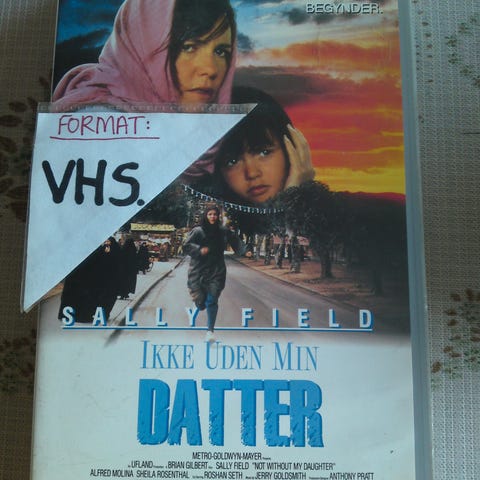 BEGYNDER.
FORMAT:
VHS.
SALLY FIELD
IKKE UDEN MIN
DATTER
METRO-GOLDWYN-MAYER
UFLAND BRIAN GILBERT SALLY FIELD "NOT WITHOUT MY DAUGHTER"
ALFRED MOLINA SHEILA ROSENTHAL ROSHAN SETH JERRY GOLDSMITH ANTHONY PRATT